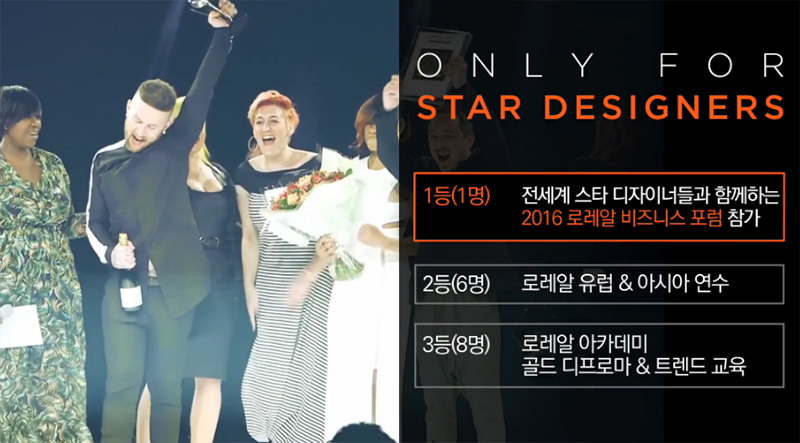 ONLY FOR
STAR DESIGNERS
1등(1명) 전세계 스타 디자이너들과 함께하는
2016 로레알 비즈니스 포럼 참가
2등(6명) 로레알 유럽 & 아시아 연수
3등(8명) 로레알 아카데미
골드 디프로마 & 트렌드 교육